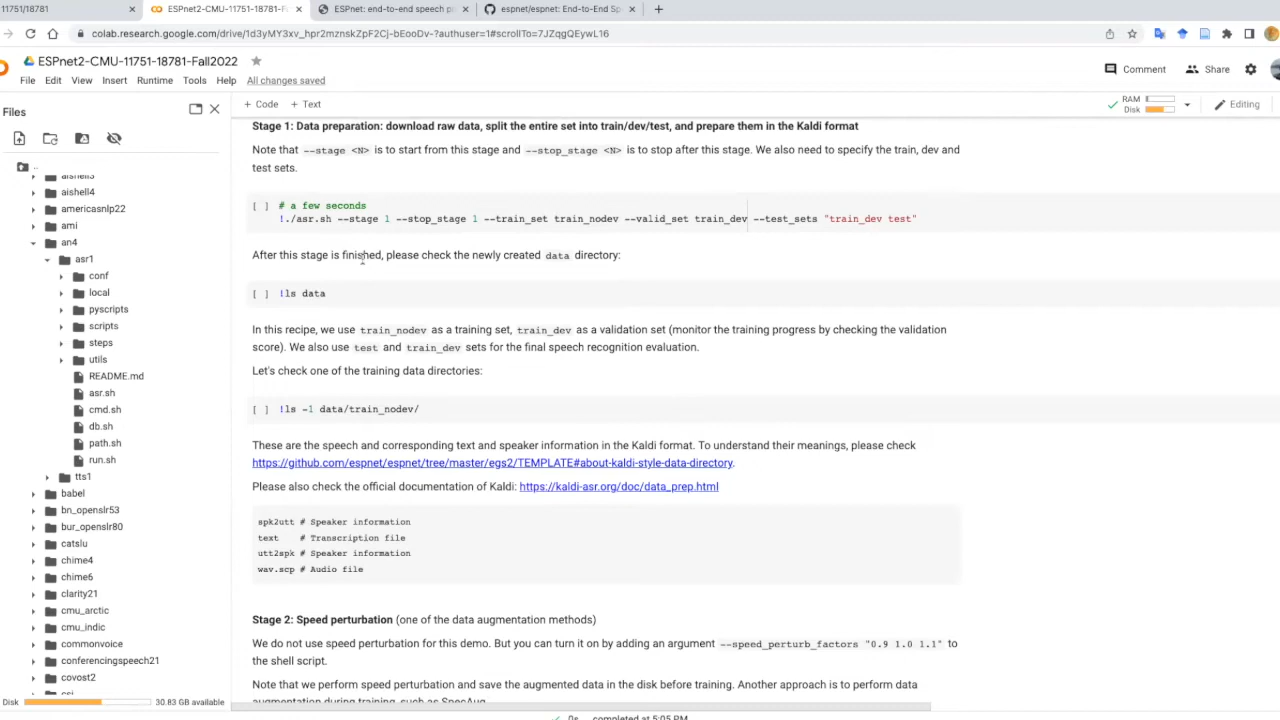 11751/18781
ESPnet2-CMU-11751-18781-Fall
ESPnet: end-to-end speech pr
espnet/espnet: End-to-End Sp
colab.research.google.com/drive/1d3yMY3xv_hpr2mznskZpF2Cj-bEooDv-?authuser=1#scrollTo=7JZqgQEywL16
ESPnet2-CMU-11751-18781-Fall2022
File Edit View Insert Runtime Tools Help All changes saved
Comment Share
Files
+ Code + Text
RAM
Disk
Editing
aishell3
aishell4
americasnlp22
ami
an4
asr1
conf
local
pyscripts
scripts
steps
utils
README.md
asr.sh
cmd.sh
db.sh
path.sh
run.sh
tts1
babel
bn_openslr53
bur_openslr80
catslu
chime4
chime6
clarity21
cmu_arctic
cmu_indic
commonvoice
conferencingspeech21
covost2
csj
Disk 30.83 GB available
Stage 1: Data preparation: download raw data, split the entire set into train/dev/test, and prepare them in the Kaldi format
Note that --stage <N> is to start from this stage and --stop_stage <N> is to stop after this stage. We also need to specify the train, dev and
test sets.
[ ] # a few seconds
!./asr.sh --stage 1 --stop_stage 1 --train_set train_nodev --valid_set train_dev --test_sets "train_dev test"
After this stage is finished, please check the newly created data directory:
[ ] !ls data
In this recipe, we use train_nodev as a training set, train_dev as a validation set (monitor the training progress by checking the validation
score). We also use test and train_dev sets for the final speech recognition evaluation.
Let's check one of the training data directories:
[ ] !ls -1 data/train_nodev/
These are the speech and corresponding text and speaker information in the Kaldi format. To understand their meanings, please check
https://github.com/espnet/espnet/tree/master/egs2/TEMPLATE#about-kaldi-style-data-directory.
Please also check the official documentation of Kaldi: https://kaldi-asr.org/doc/data_prep.html
spk2utt # Speaker information
text # Transcription file
utt2spk # Speaker information
wav.scp # Audio file
Stage 2: Speed perturbation (one of the data augmentation methods)
We do not use speed perturbation for this demo. But you can turn it on by adding an argument --speed_perturb_factors "0.9 1.0 1.1" to
the shell script.
Note that we perform speed perturbation and save the augmented data in the disk before training. Another approach is to perform data
augmentation during training, such as SpecAug.
0s completed at 5:05 PM